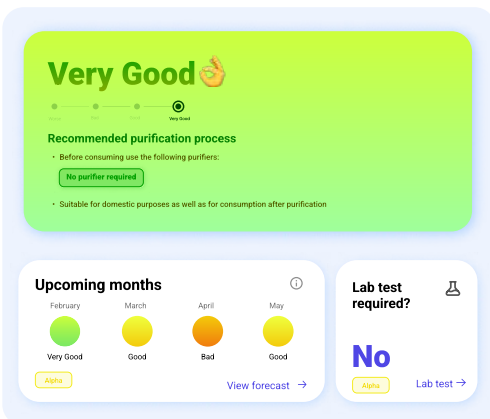 Very Good👌
Bad
Very Good
Recommended purification process
• Before consuming use the following purifiers:
No purifier required
• Suitable for domestic purposes as well as for consumption after purification
Upcoming months
February March April May
Very Good Good Bad Good
Alpha
View forecast →
Lab test
required?
No
Alpha
Lab test →